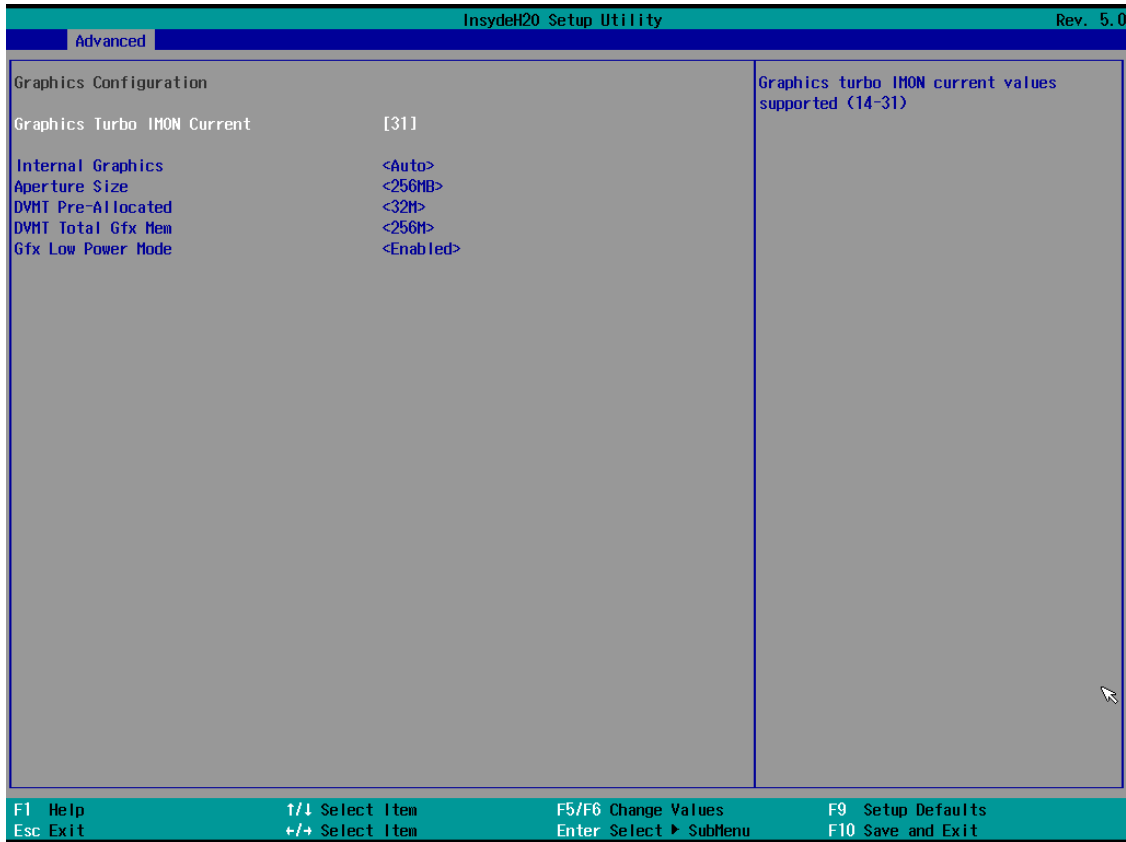 InsydeH20 Setup Utility Rev. 5.0
Advanced
Graphics Configuration
Graphics Turbo IMON Current [31]
Internal Graphics <Auto>
Aperture Size <256MB>
DVMT Pre-Allocated <32M>
DVMT Total Gfx Mem <256M>
Gfx Low Power Mode <Enabled>
Graphics turbo IMON current values
supported (14-31)
F1 Help ↑/↓ Select Item F5/F6 Change Values F9 Setup Defaults
Esc Exit ←/→ Select Item Enter Select ▶ SubMenu F10 Save and Exit